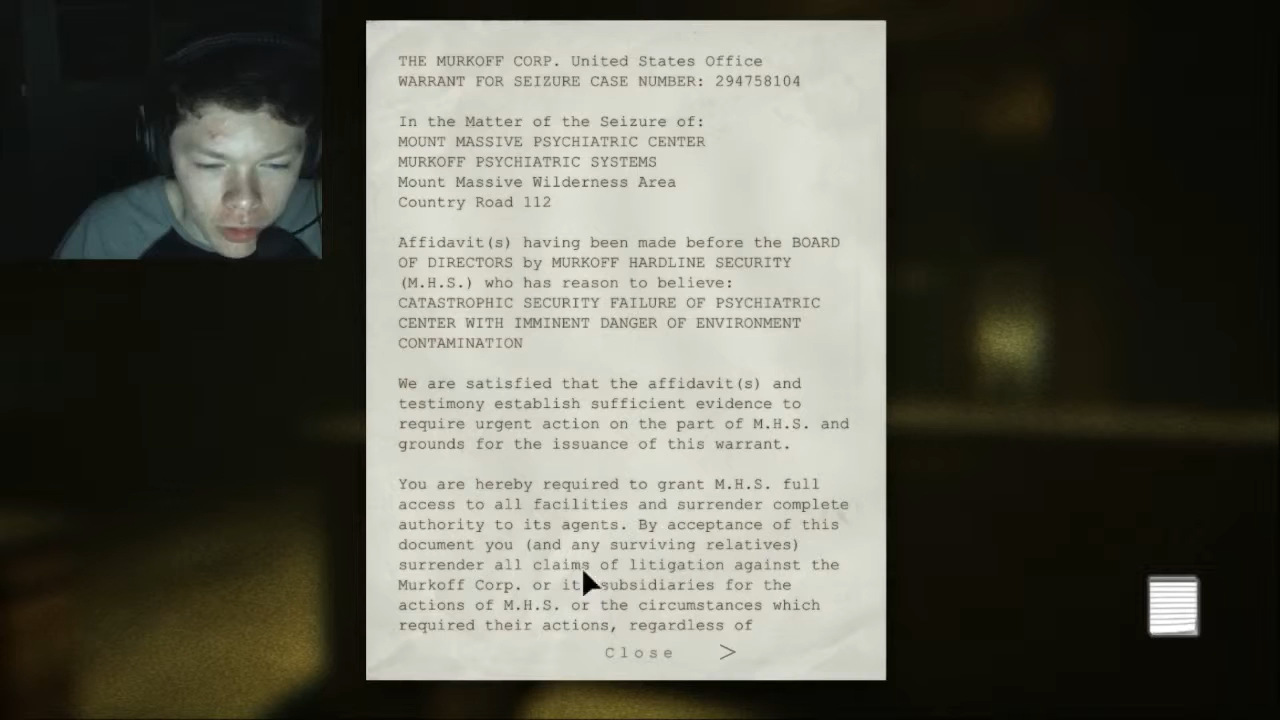 THE MURKOFF CORP. United States Office
WARRANT FOR SEIZURE CASE NUMBER: 294758104
In the Matter of the Seizure of:
MOUNT MASSIVE PSYCHIATRIC CENTER
MURKOFF PSYCHIATRIC SYSTEMS
Mount Massive Wilderness Area
Country Road 112
Affidavit(s) having been made before the BOARD
OF DIRECTORS by MURKOFF HARDLINE SECURITY
(M.H.S.) who has reason to believe:
CATASTROPHIC SECURITY FAILURE OF PSYCHIATRIC
CENTER WITH IMMINENT DANGER OF ENVIRONMENT
CONTAMINATION
We are satisfied that the affidavit(s) and
testimony establish sufficient evidence to
require urgent action on the part of M.H.S. and
grounds for the issuance of this warrant.
You are hereby required to grant M.H.S. full
access to all facilities and surrender complete
authority to its agents. By acceptance of this
document you (and any surviving relatives)
surrender all claims of litigation against the
Murkoff Corp. or its subsidiaries for the
actions of M.H.S. or the circumstances which
required their actions, regardless of
Close >